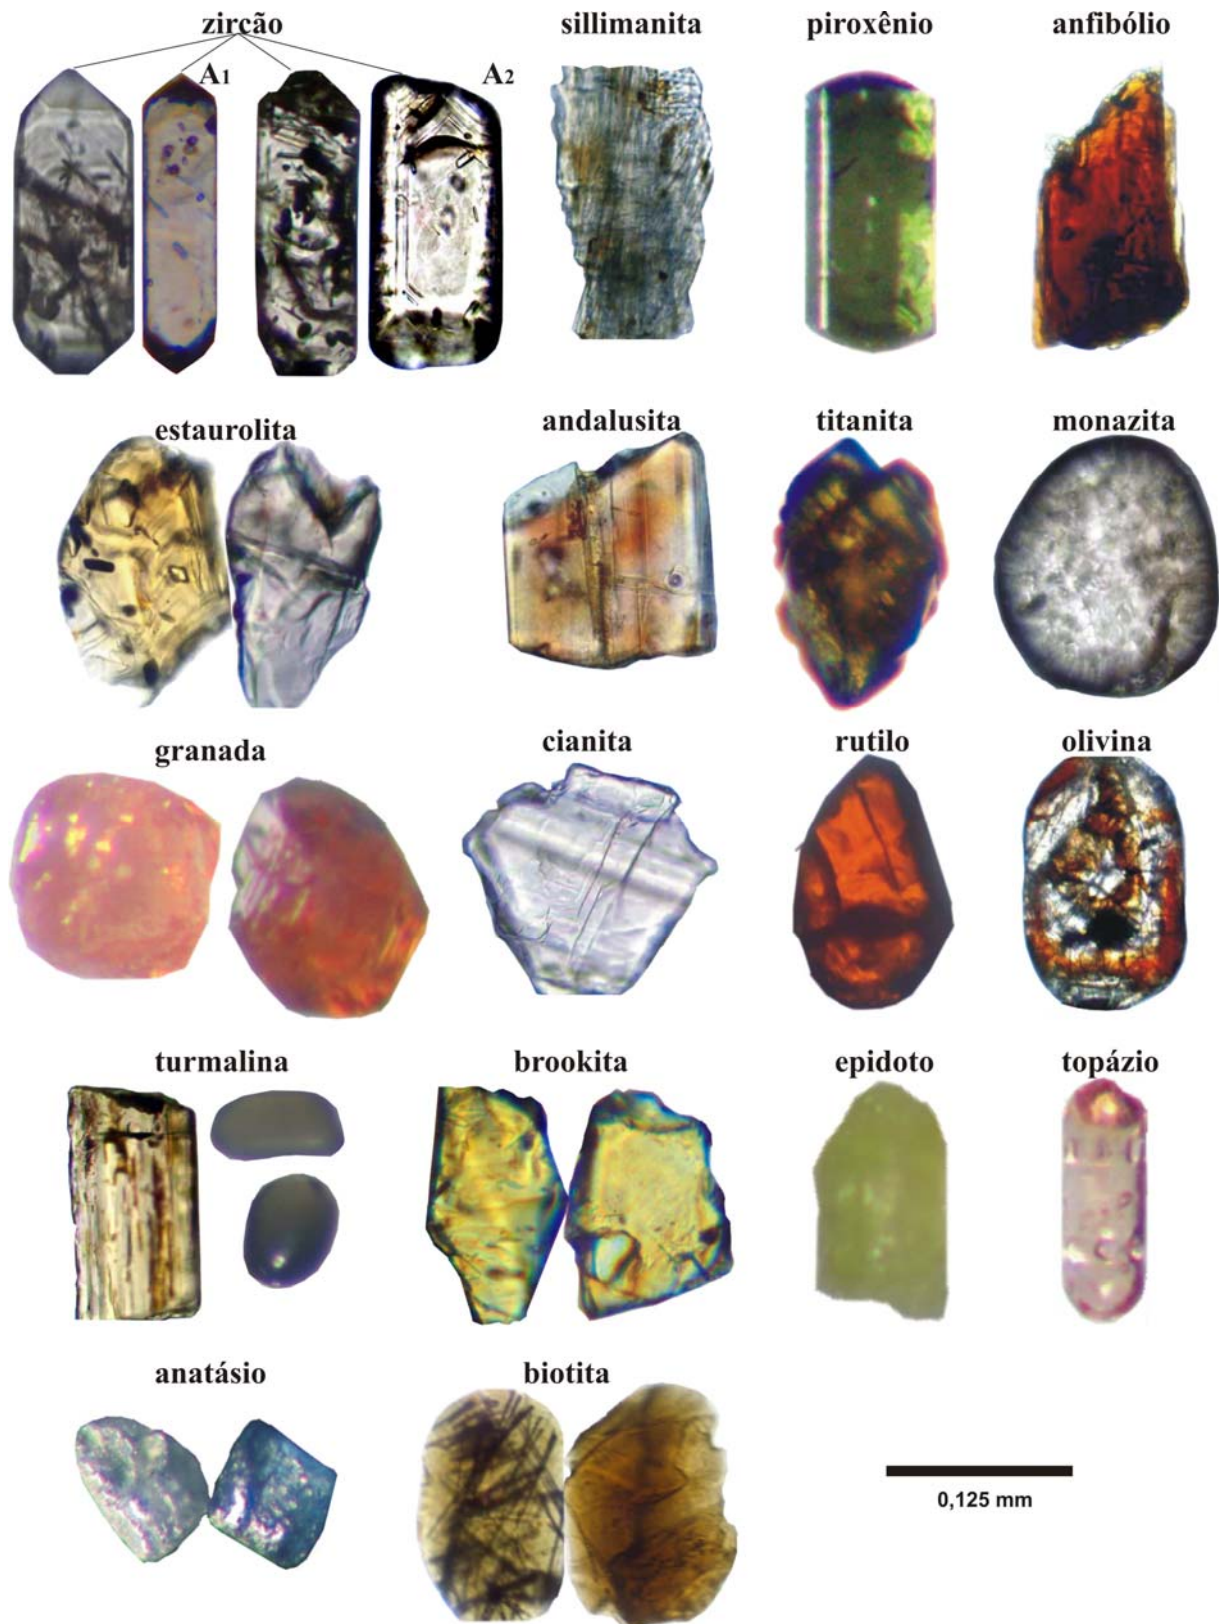 zircão
sillimanita
piroxênio
anfibólio
A1
A2
estaurolita
andalusita
titanita
monazita
granada
cianita
rutilo
olivina
turmalina
brookita
epidoto
topázio
anatásio
biotita
0,125 mm